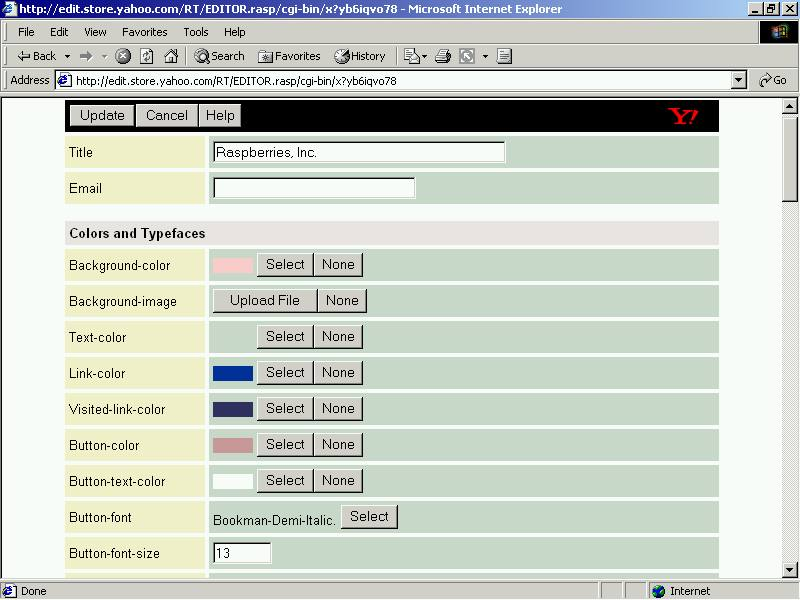 http://edit.store.yahoo.com/RT/EDITOR.rasp/cgi-bin/x?yb6iqvo78 - Microsoft Internet Explorer
File Edit View Favorites Tools Help
Back Search Favorites History
Address http://edit.store.yahoo.com/RT/EDITOR.rasp/cgi-bin/x?yb6iqvo78 Go
Update Cancel Help Y!
Title Raspberries, Inc.
Email
Colors and Typefaces
Background-color Select None
Background-image Upload File None
Text-color Select None
Link-color Select None
Visited-link-color Select None
Button-color Select None
Button-text-color Select None
Button-font Bookman-Demi-Italic. Select
Button-font-size 13
Done Internet